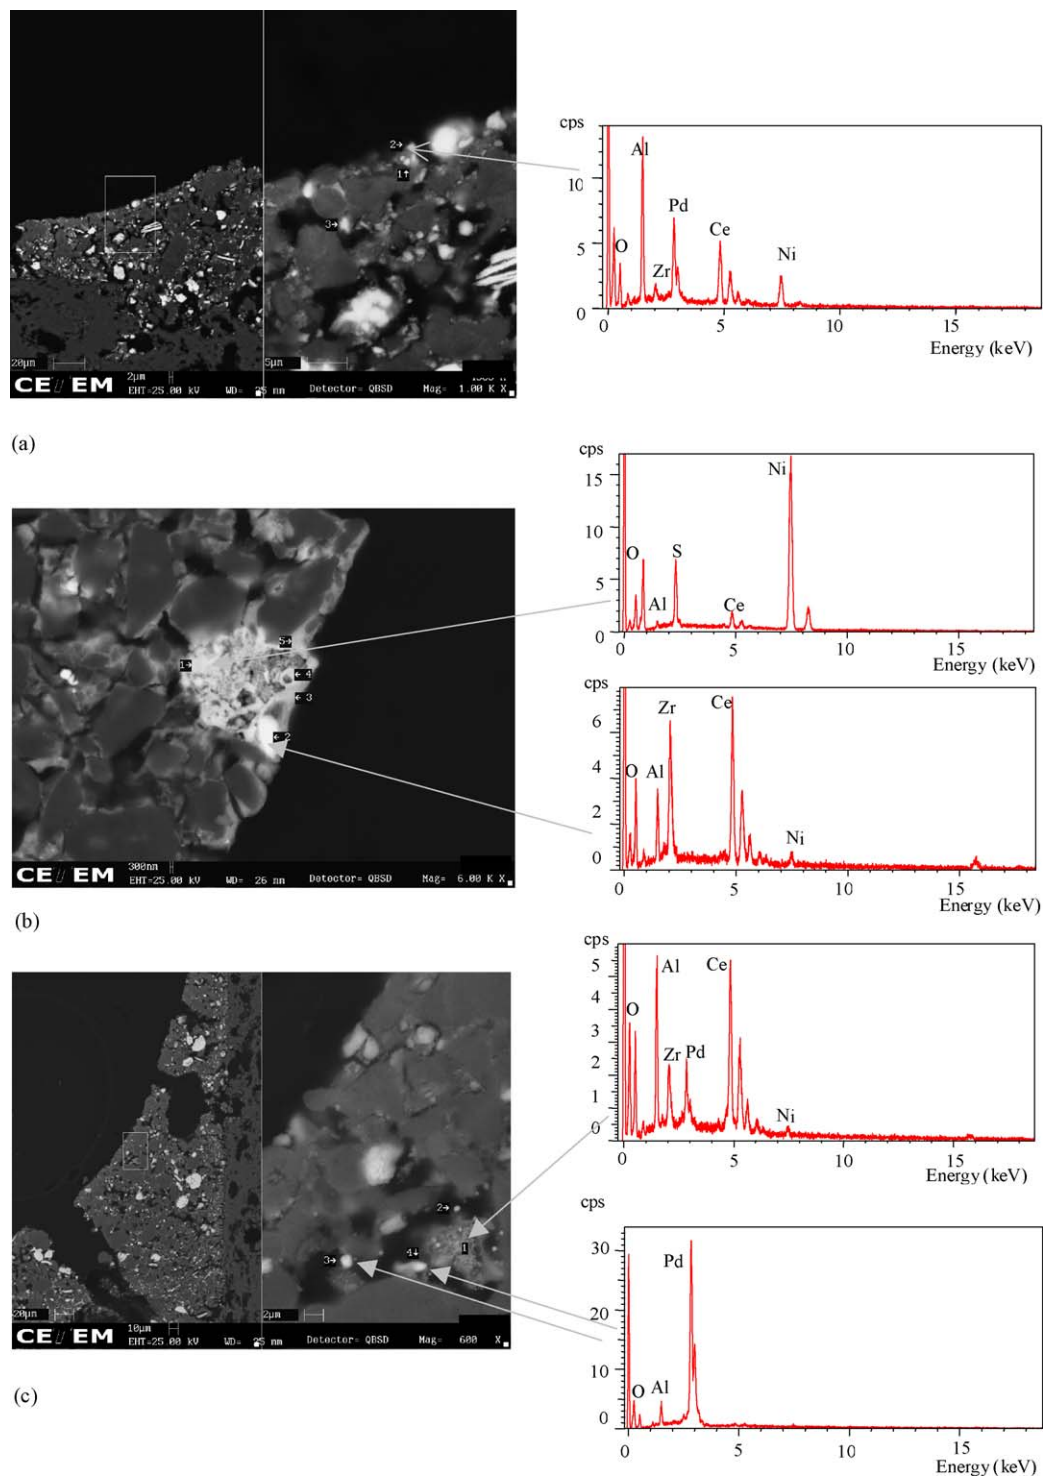 cps
Al
10
Pd
Ce
5
O
Zr
Ni
0
0 5 10 15
Energy (keV)
2→
1↑
3→
20µm
5µm
2µm
CE EM
EHT=25.00 kV WD= 25 mm Detector= QBSD Mag= 1.00 K X
(a)
cps
15
Ni
10
O
S
5
Al
Ce
0
0 5 10 15
Energy (keV)
5→
1→
← 4
← 3
← 2
cps
6
Zr
Ce
4
O
Al
2
Ni
0
0 5 10 15
Energy (keV)
300nm
CE EM
EHT=25.00 kV WD= 26 mm Detector= QBSD Mag= 6.00 K X
(b)
cps
5
Al
Ce
4
O
3
2
Zr
Pd
1
Ni
0
0 5 10 15
Energy (keV)
2→
1
4↓
3→
cps
30
Pd
20
10
O
Al
0
0 5 10 15
Energy (keV)
20µm
2µm
10µm
CE EM
EHT=25.00 kV WD= 25 mm Detector= QBSD Mag= 600 X
(c)